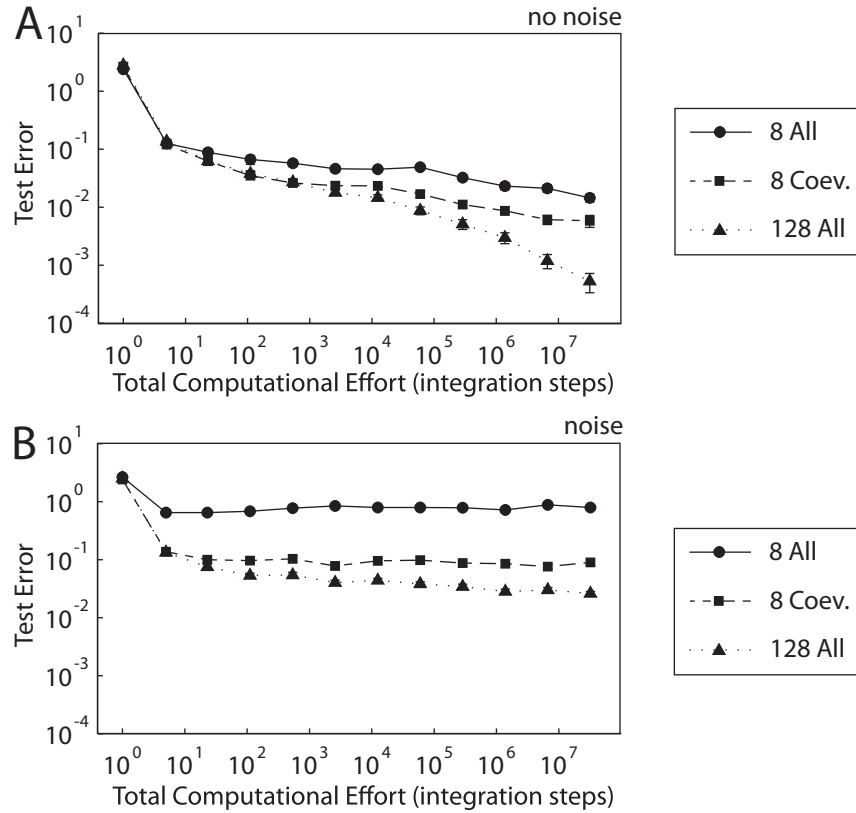 A
no noise
10^1
10^0
10^-1
10^-2
10^-3
10^-4
Test Error
10^0 10^1 10^2 10^3 10^4 10^5 10^6 10^7
Total Computational Effort (integration steps)
8 All
8 Coev.
128 All
B
noise
10^1
10^0
10^-1
10^-2
10^-3
10^-4
Test Error
10^0 10^1 10^2 10^3 10^4 10^5 10^6 10^7
Total Computational Effort (integration steps)
8 All
8 Coev.
128 All